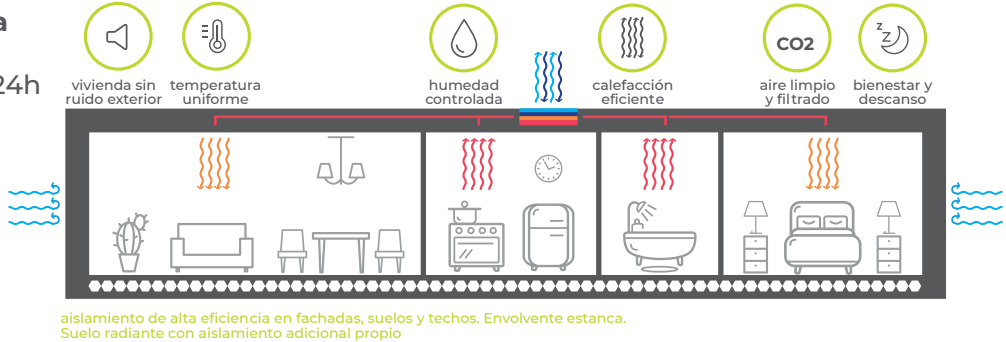 a
24h
vivienda sin
ruido exterior
temperatura
uniforme
humedad
controlada
calefacción
eficiente
CO2
aire limpio
y filtrado
z
z
bienestar y
descanso
aislamiento de alta eficiencia en fachadas, suelos y techos. Envolvente estanca.
Suelo radiante con aislamiento adicional propio